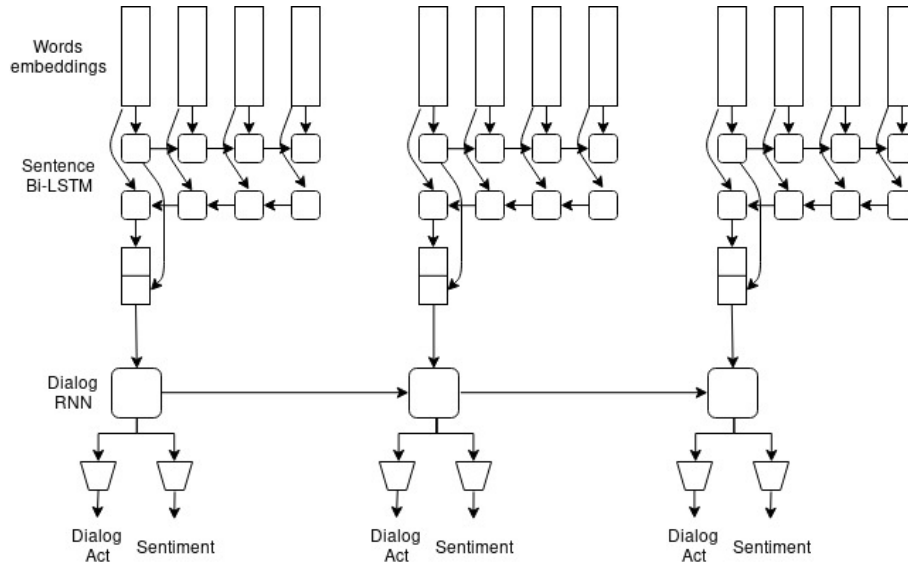 Words
embeddings
Sentence
Bi-LSTM
Dialog
RNN
Dialog
Act
Sentiment
Dialog
Act
Sentiment
Dialog
Act
Sentiment